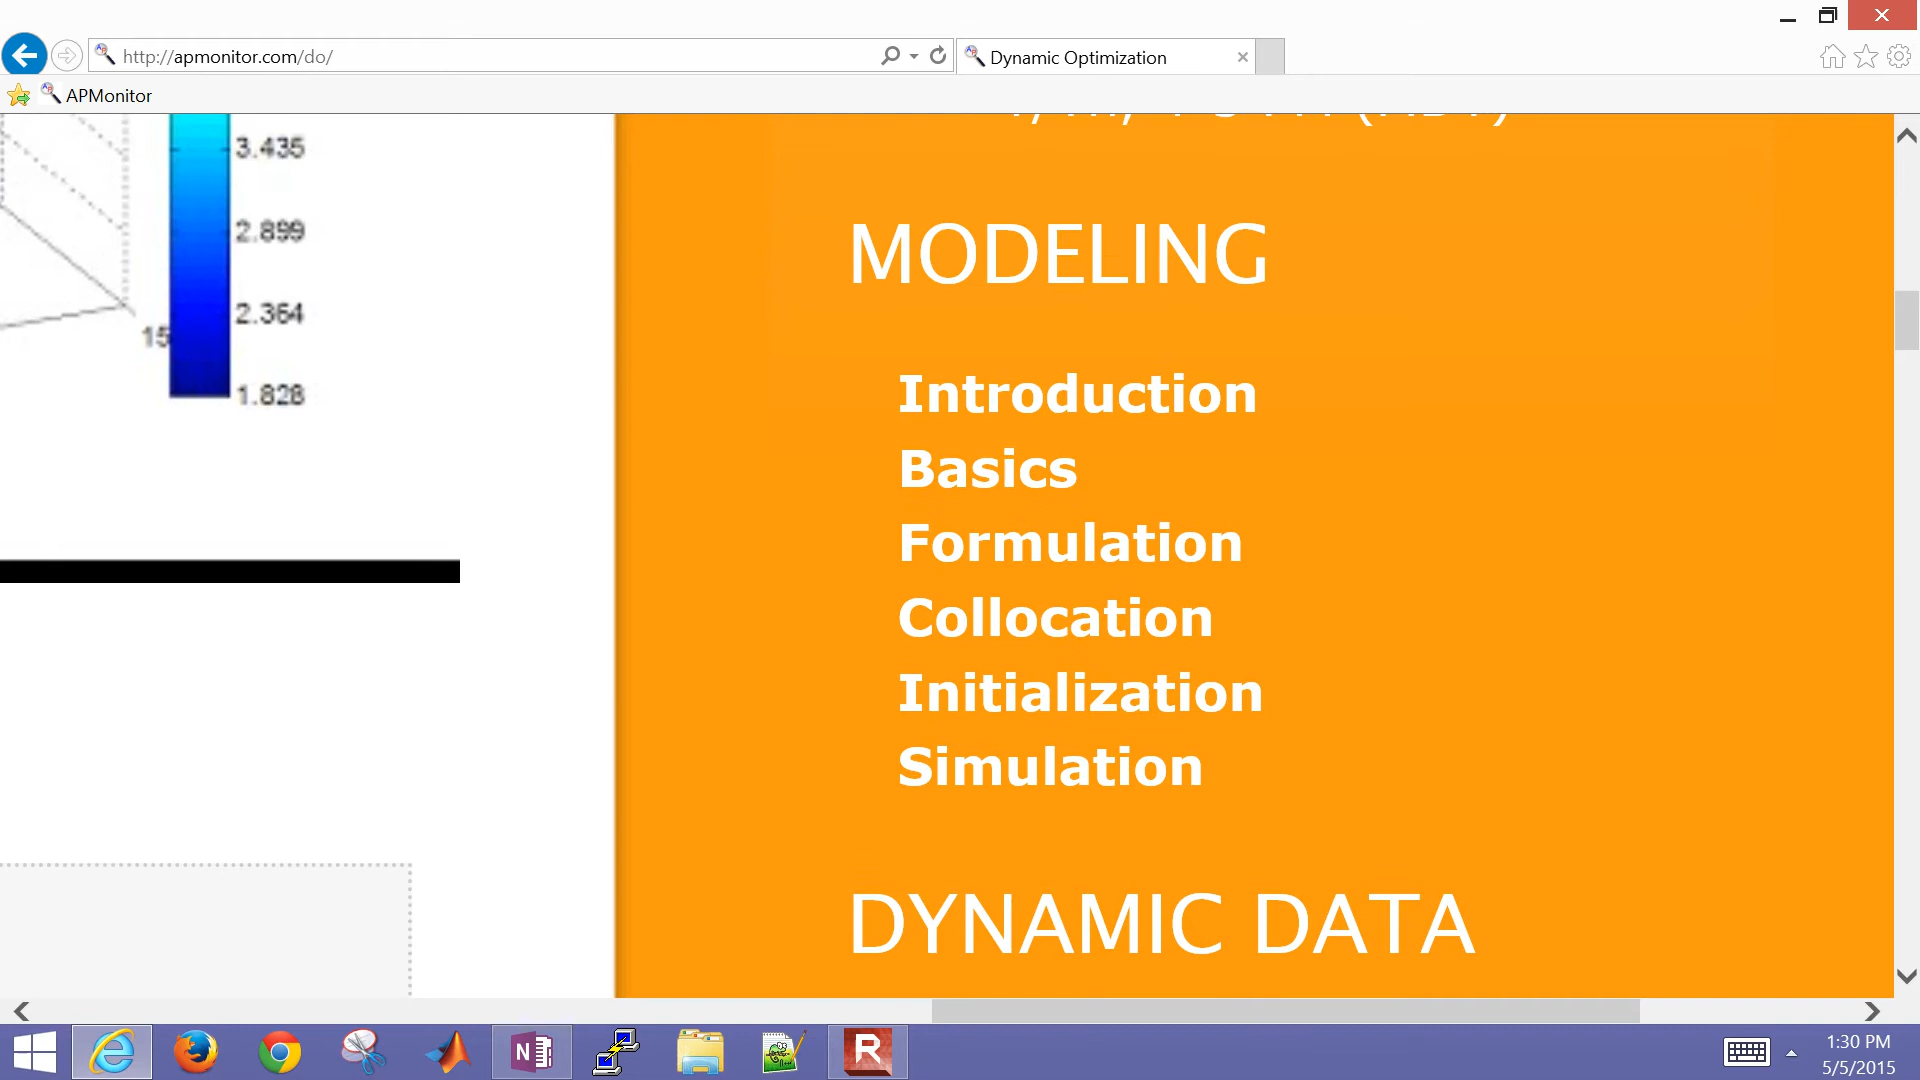 http://apmonitor.com/do/
Dynamic Optimization
APMonitor
3.435
2.899
2.364
15
1.828
MODELING
Introduction
Basics
Formulation
Collocation
Initialization
Simulation
DYNAMIC DATA
N
R
1:30 PM
5/5/2015